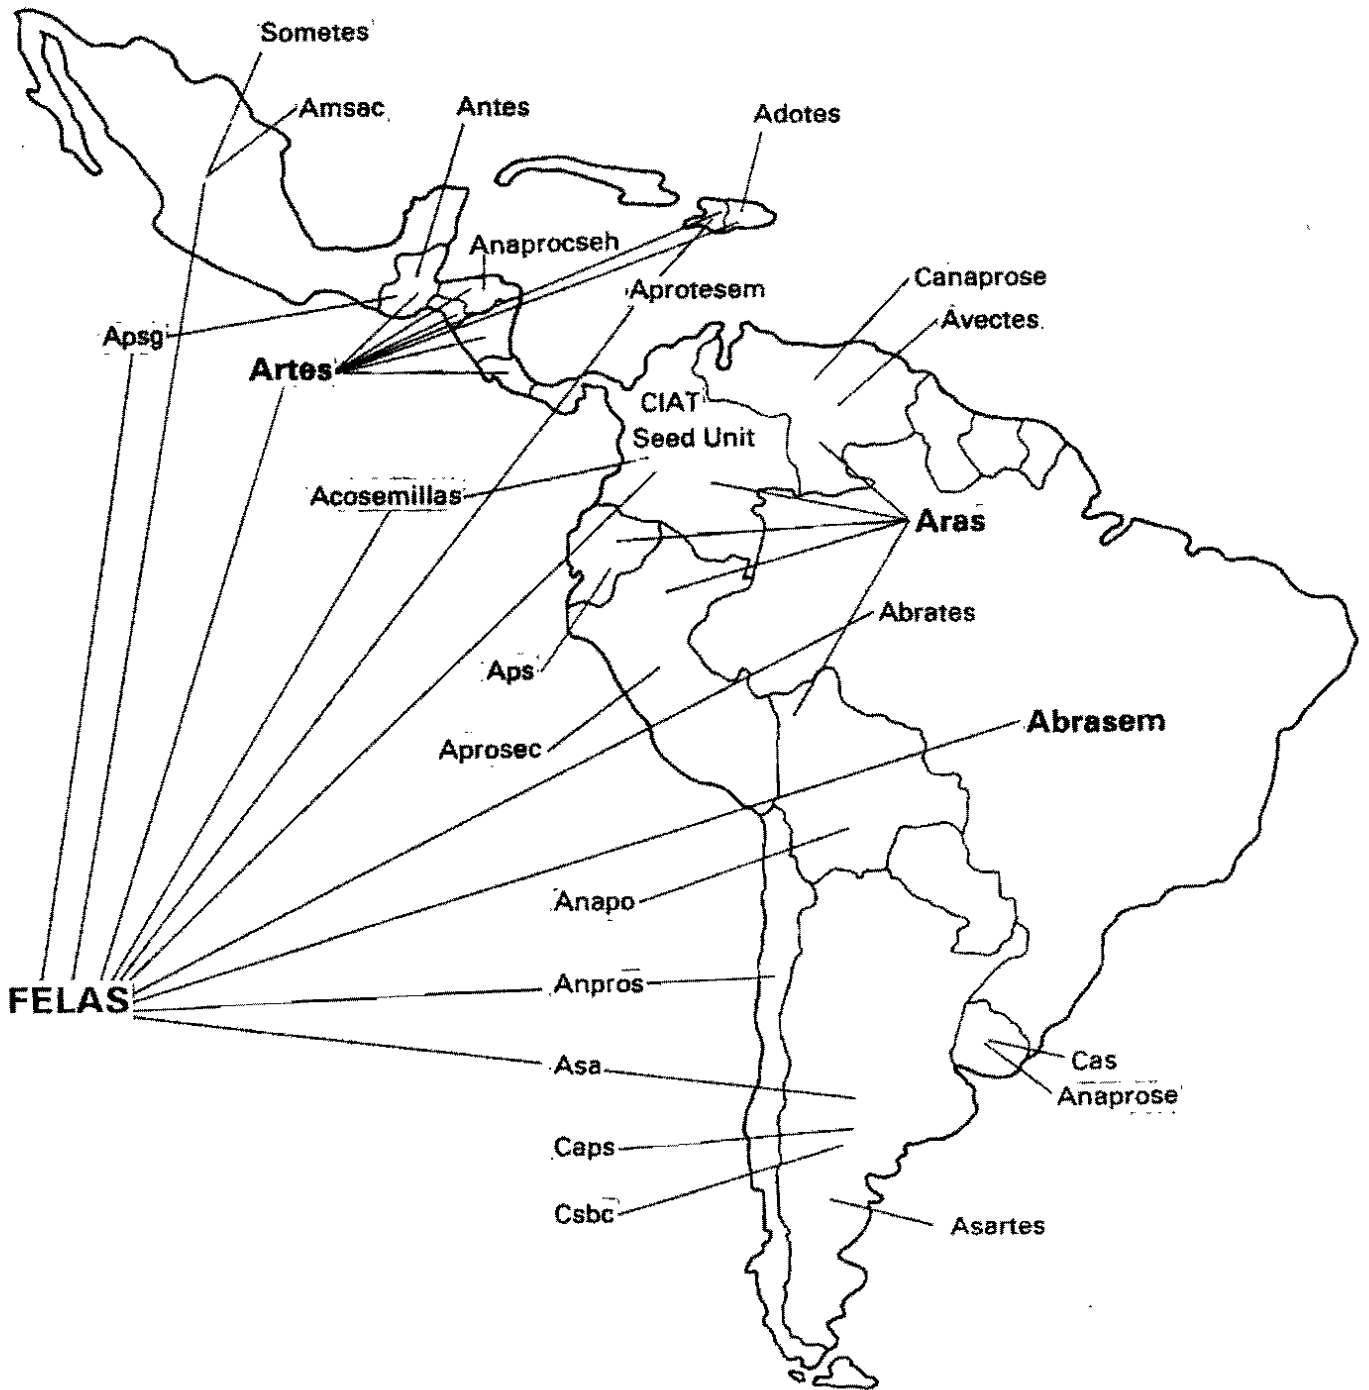 Sometes
Amsac
Antes
Adotes
Anaprocseh
Canaprose
Aprotesem
Avectes
Apsg
Artes
CIAT
Seed Unit
Acosemillas
Aras
Abrates
Aps
Abrasem
Aprosec
Anapo
Anpros
FELAS
Asa
Cas
Anaprose
Caps
Csbc
Asartes